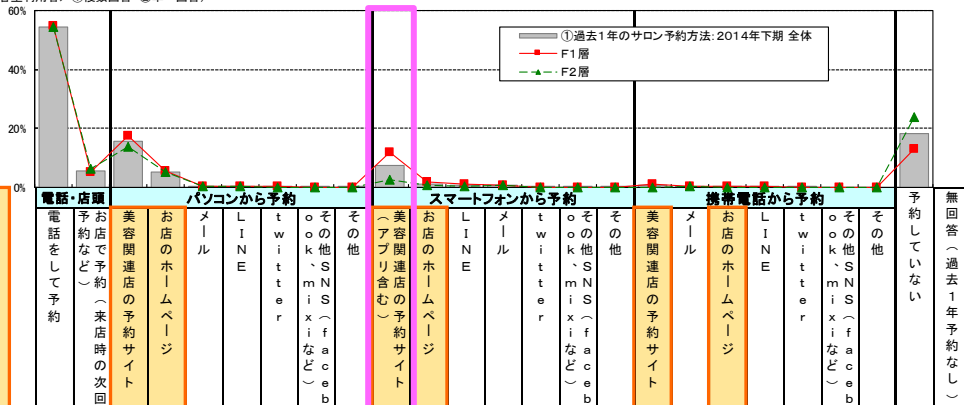 60%
40%
20%
0%
①過去1年のサロン予約方法:2014年下期 全体
F1層
F2層
電話・店頭
パソコンから予約
スマートフォンから予約
携帯電話から予約
電話をして予約
お店で予約(来店時の次回
予約など)
美容関連店の予約サイト
お店のホームページ
メール
LINE
twitter
その他SNS(faceb
ook、mixiなど)
その他
美容関連店の予約サイト
(アプリ含む)
お店のホームページ
LINE
メール
twitter
その他SNS(faceb
ook、mixiなど)
その他
美容関連店の予約サイト
メール
お店のホームページ
LINE
twitter
その他SNS(faceb
ook、mixiなど)
その他
予約していない
無回答(過去1年予約なし)